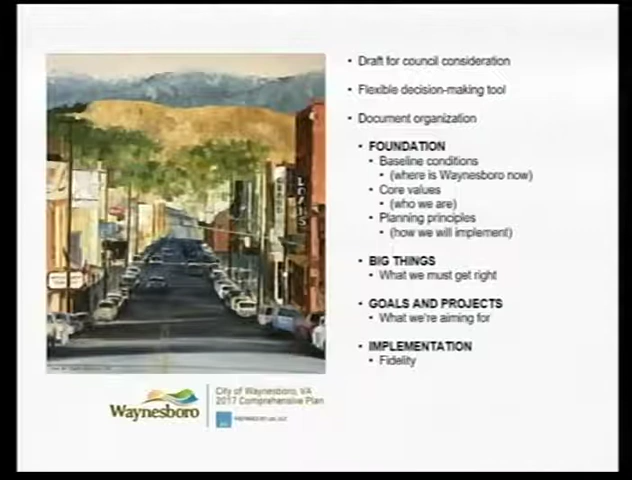 • Draft for council consideration
• Flexible decision-making tool
• Document organization
• FOUNDATION
• Baseline conditions
• (where is Waynesboro now)
• Core values
• (who we are)
• Planning principles
• (how we will implement)
• BIG THINGS
• What we must get right
• GOALS AND PROJECTS
• What we're aiming for
• IMPLEMENTATION
• Fidelity
LOANS
Waynesboro
City of Waynesboro, VA
2017 Comprehensive Plan